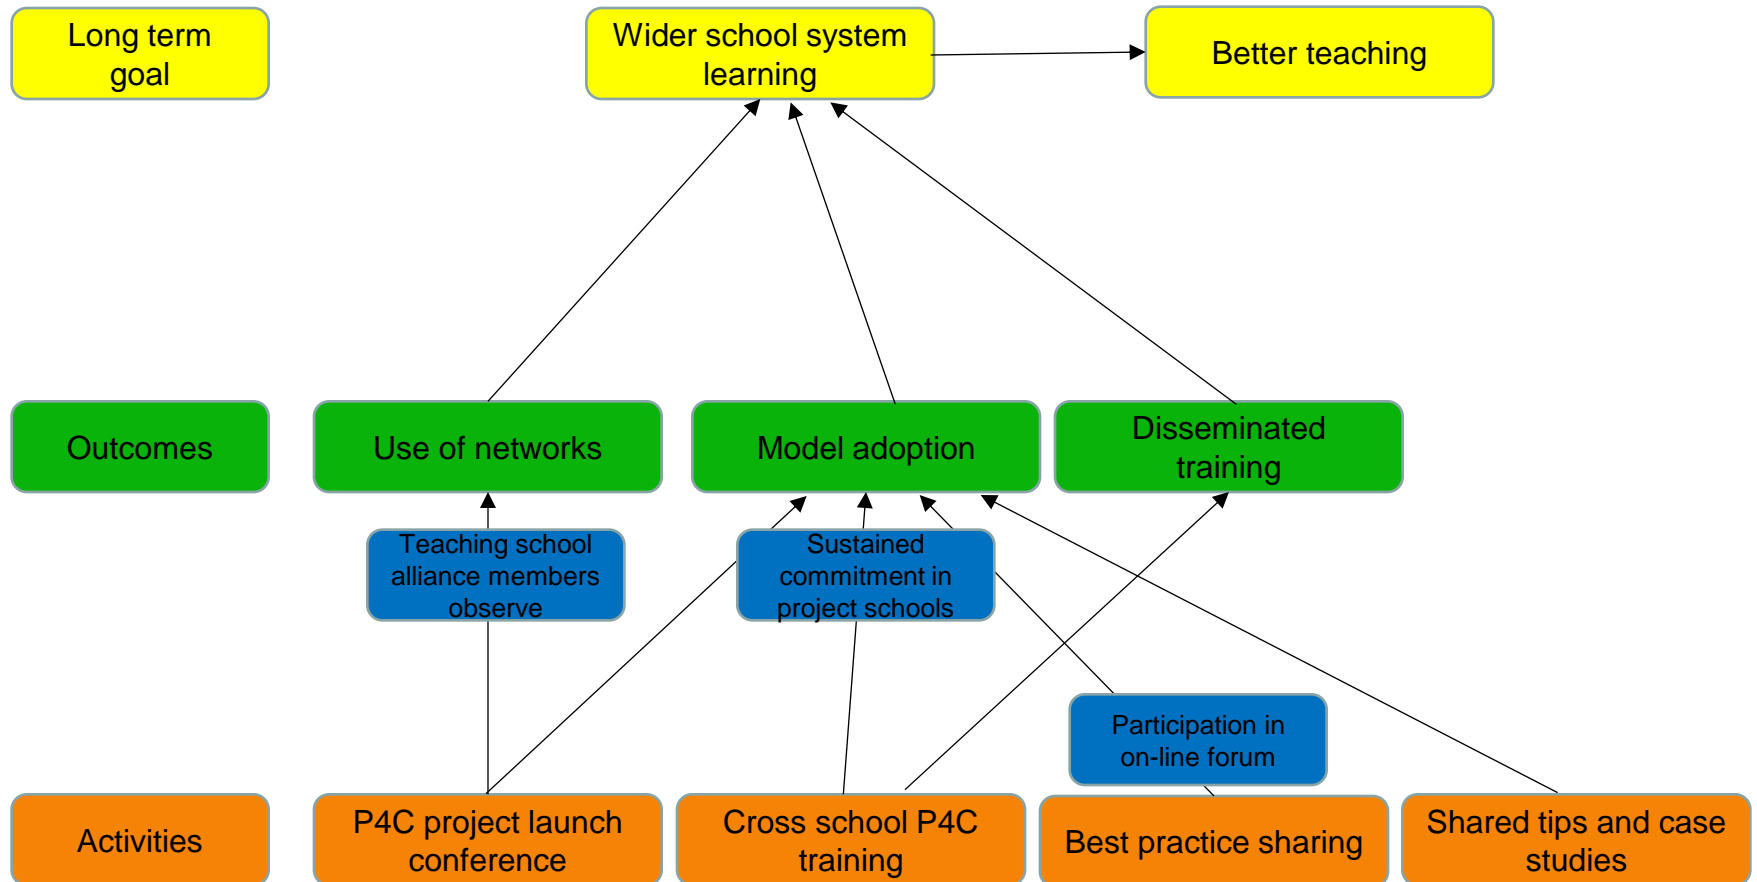 Long term
goal
Wider school system
learning
Better teaching
Outcomes
Use of networks
Model adoption
Disseminated
training
Teaching school
alliance members
observe
Sustained
commitment in
project schools
Participation in
on-line forum
Activities
P4C project launch
conference
Cross school P4C
training
Best practice sharing
Shared tips and case
studies